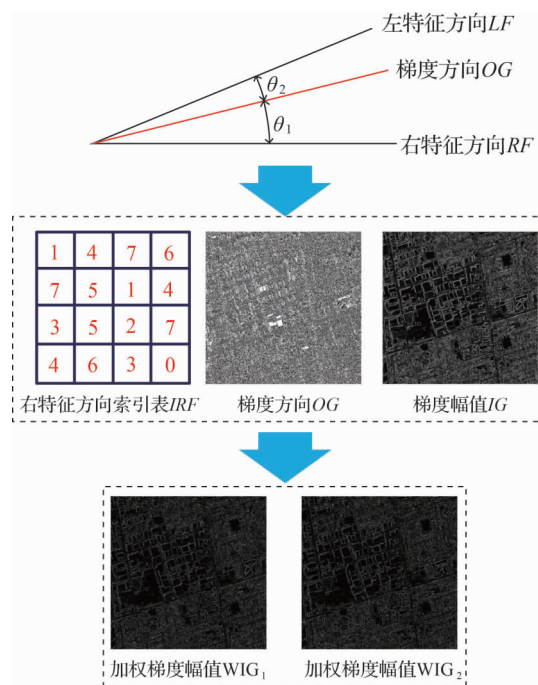 左特征方向LF
梯度方向OG
θ2
θ1
右特征方向RF
1 4 7 6
7 5 1 4
3 5 2 7
4 6 3 0
右特征方向索引表IRF 梯度方向OG 梯度幅值IG
加权梯度幅值WIG1 加权梯度幅值WIG2